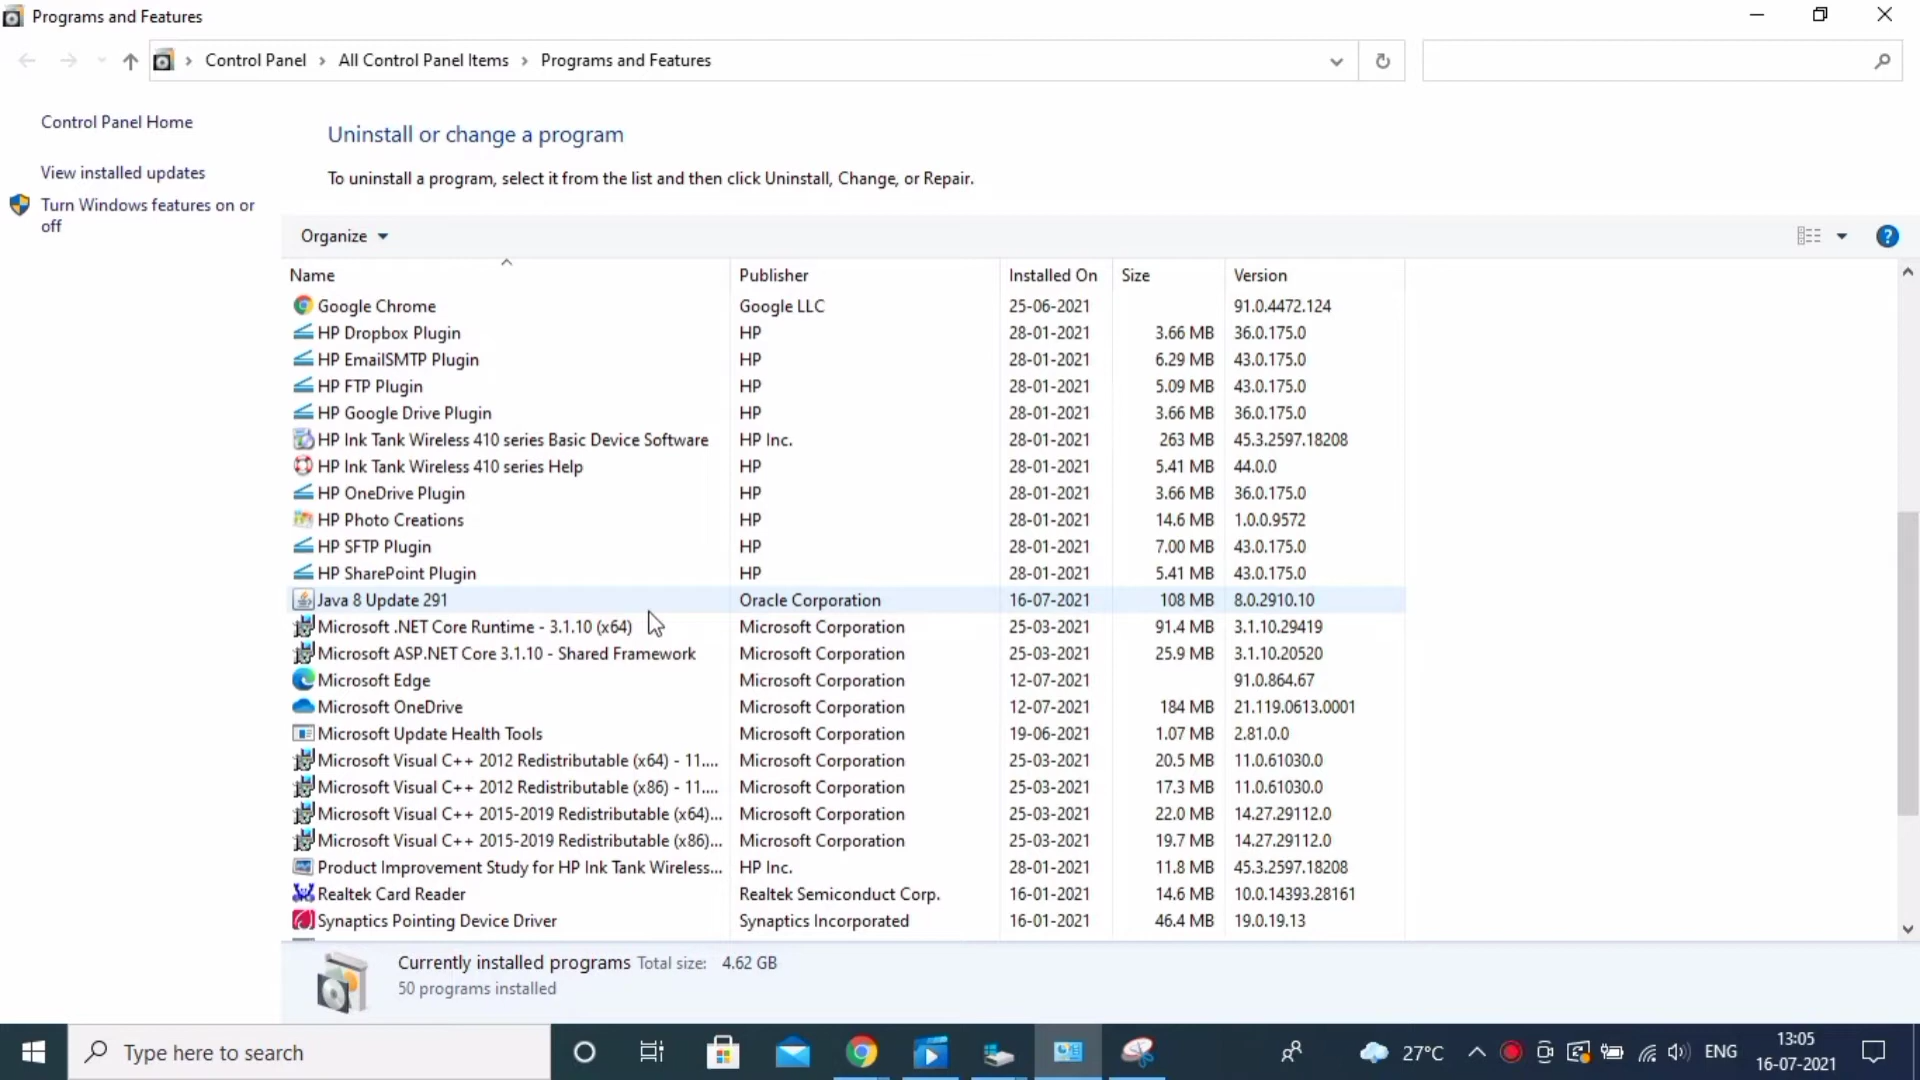 Programs and Features
Control Panel
All Control Panel Items
Programs and Features
Control Panel Home
View installed updates
Turn Windows features on or
off
Uninstall or change a program
To uninstall a program, select it from the list and then click Uninstall, Change, or Repair.
Organize
Name Publisher Installed On Size Version
Google Chrome Google LLC 25-06-2021 91.0.4472.124
HP Dropbox Plugin HP 28-01-2021 3.66 MB 36.0.175.0
HP EmailSMTP Plugin HP 28-01-2021 6.29 MB 43.0.175.0
HP FTP Plugin HP 28-01-2021 5.09 MB 43.0.175.0
HP Google Drive Plugin HP 28-01-2021 3.66 MB 36.0.175.0
HP Ink Tank Wireless 410 series Basic Device Software HP Inc. 28-01-2021 263 MB 45.3.2597.18208
HP Ink Tank Wireless 410 series Help HP 28-01-2021 5.41 MB 44.0.0
HP OneDrive Plugin HP 28-01-2021 3.66 MB 36.0.175.0
HP Photo Creations HP 28-01-2021 14.6 MB 1.0.0.9572
HP SFTP Plugin HP 28-01-2021 7.00 MB 43.0.175.0
HP SharePoint Plugin HP 28-01-2021 5.41 MB 43.0.175.0
Java 8 Update 291 Oracle Corporation 16-07-2021 108 MB 8.0.2910.10
Microsoft .NET Core Runtime - 3.1.10 (x64) Microsoft Corporation 25-03-2021 91.4 MB 3.1.10.29419
Microsoft ASP.NET Core 3.1.10 - Shared Framework Microsoft Corporation 25-03-2021 25.9 MB 3.1.10.20520
Microsoft Edge Microsoft Corporation 12-07-2021 91.0.864.67
Microsoft OneDrive Microsoft Corporation 12-07-2021 184 MB 21.119.0613.0001
Microsoft Update Health Tools Microsoft Corporation 19-06-2021 1.07 MB 2.81.0.0
Microsoft Visual C++ 2012 Redistributable (x64) - 11.... Microsoft Corporation 25-03-2021 20.5 MB 11.0.61030.0
Microsoft Visual C++ 2012 Redistributable (x86) - 11.... Microsoft Corporation 25-03-2021 17.3 MB 11.0.61030.0
Microsoft Visual C++ 2015-2019 Redistributable (x64)... Microsoft Corporation 25-03-2021 22.0 MB 14.27.29112.0
Microsoft Visual C++ 2015-2019 Redistributable (x86)... Microsoft Corporation 25-03-2021 19.7 MB 14.27.29112.0
Product Improvement Study for HP Ink Tank Wireless... HP Inc. 28-01-2021 11.8 MB 45.3.2597.18208
Realtek Card Reader Realtek Semiconduct Corp. 16-01-2021 14.6 MB 10.0.14393.28161
Synaptics Pointing Device Driver Synaptics Incorporated 16-01-2021 46.4 MB 19.0.19.13
Currently installed programs Total size: 4.62 GB
50 programs installed
Type here to search
27°C
ENG
13:05
16-07-2021